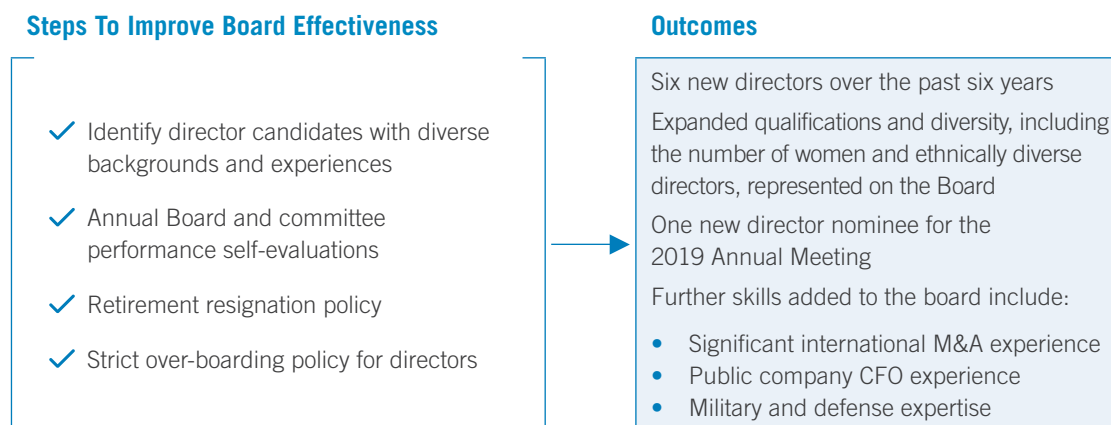 Steps To Improve Board Effectiveness
Identify director candidates with diverse
backgrounds and experiences
Annual Board and committee
performance self-evaluations
Retirement resignation policy
Strict over-boarding policy for directors
Outcomes
Six new directors over the past six years
Expanded qualifications and diversity, including
the number of women and ethnically diverse
directors, represented on the Board
One new director nominee for the
2019 Annual Meeting
Further skills added to the board include:
• Significant international M&A experience
• Public company CFO experience
• Military and defense expertise